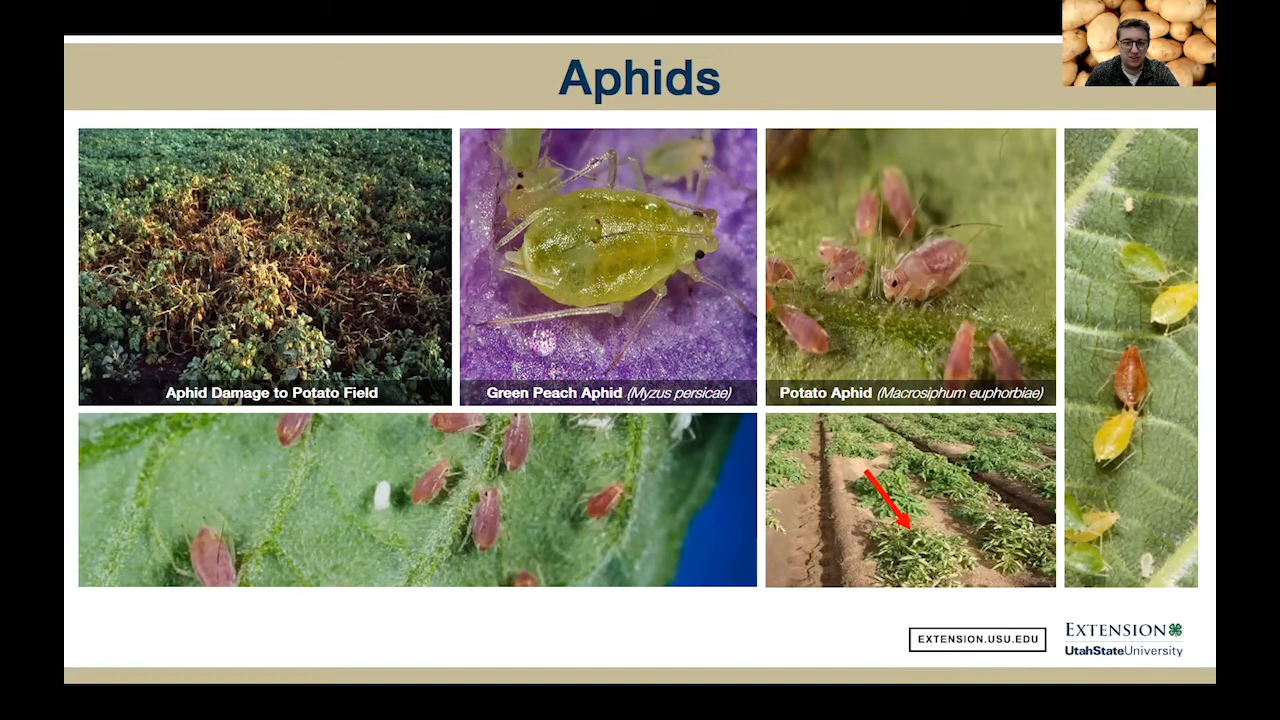 Aphids
Aphid Damage to Potato Field
Green Peach Aphid (Myzus persicae)
Potato Aphid (Macrosiphum euphorbiae)
EXTENSION.USU.EDU
EXTENSION
UtahStateUniversity